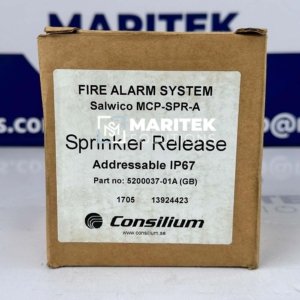 MARITEK
FIRE ALARM SYSTEM
Salwico MCP-SPR-A
MARITEK
Sprinkler Release
Addressable IP67
Part no: 5200037-01A (GB)
1705 13924423
Consilium
www.consilium.se